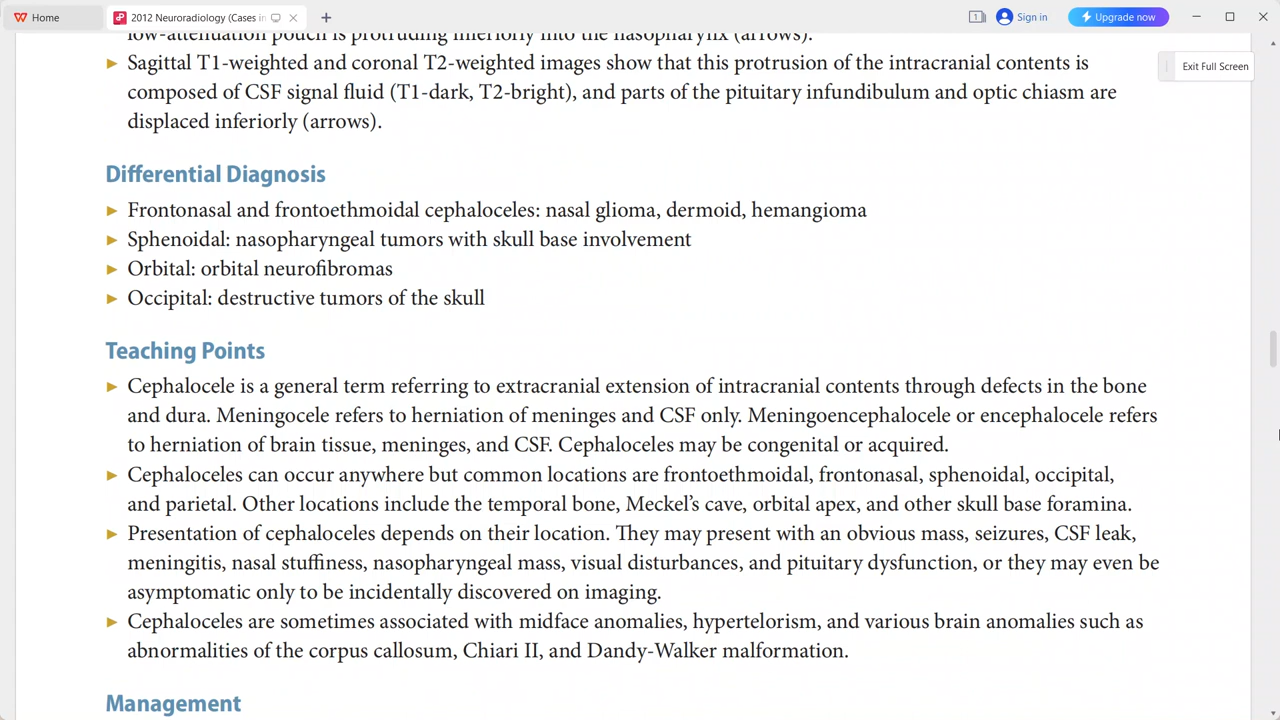 Home
2012 Neuroradiology (Cases in
1
Sign in
Upgrade now
low-attenuation pouch is protruding inferiorly into the nasopharynx (arrows).
Exit Full Screen
► Sagittal T1-weighted and coronal T2-weighted images show that this protrusion of the intracranial contents is
composed of CSF signal fluid (T1-dark, T2-bright), and parts of the pituitary infundibulum and optic chiasm are
displaced inferiorly (arrows).
Differential Diagnosis
► Frontonasal and frontoethmoidal cephaloceles: nasal glioma, dermoid, hemangioma
► Sphenoidal: nasopharyngeal tumors with skull base involvement
► Orbital: orbital neurofibromas
► Occipital: destructive tumors of the skull
Teaching Points
► Cephalocele is a general term referring to extracranial extension of intracranial contents through defects in the bone
and dura. Meningocele refers to herniation of meninges and CSF only. Meningoencephalocele or encephalocele refers
to herniation of brain tissue, meninges, and CSF. Cephaloceles may be congenital or acquired.
► Cephaloceles can occur anywhere but common locations are frontoethmoidal, frontonasal, sphenoidal, occipital,
and parietal. Other locations include the temporal bone, Meckel’s cave, orbital apex, and other skull base foramina.
► Presentation of cephaloceles depends on their location. They may present with an obvious mass, seizures, CSF leak,
meningitis, nasal stuffiness, nasopharyngeal mass, visual disturbances, and pituitary dysfunction, or they may even be
asymptomatic only to be incidentally discovered on imaging.
► Cephaloceles are sometimes associated with midface anomalies, hypertelorism, and various brain anomalies such as
abnormalities of the corpus callosum, Chiari II, and Dandy-Walker malformation.
Management